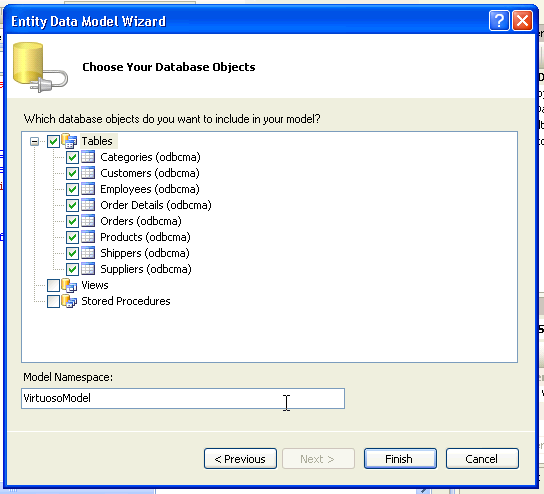 Entity Data Model Wizard
Choose Your Database Objects
Which database objects do you want to include in your model?
Tables
Categories (odbcma)
Customers (odbcma)
Employees (odbcma)
Order Details (odbcma)
Orders (odbcma)
Products (odbcma)
Shippers (odbcma)
Suppliers (odbcma)
Views
Stored Procedures
Model Namespace:
VirtuosoModel
< Previous Next > Finish Cancel